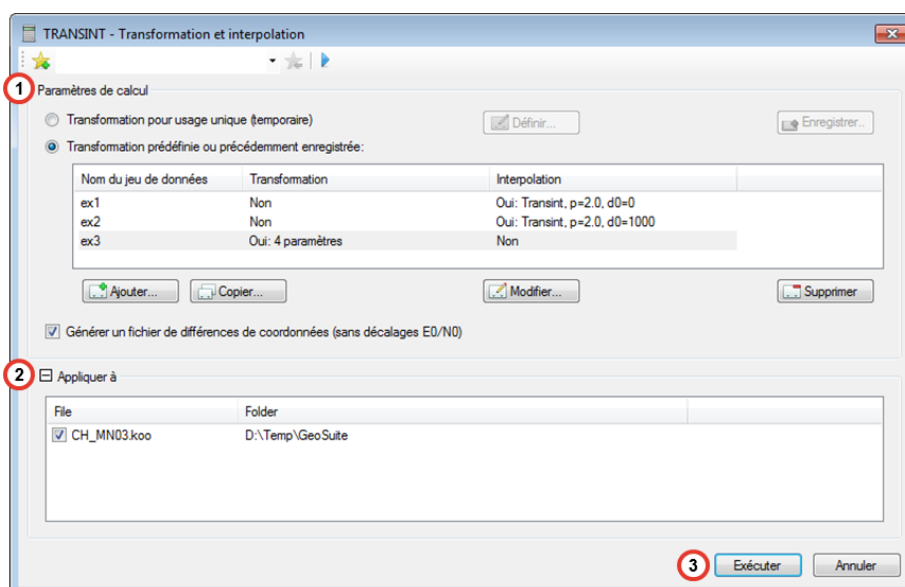 TRANSINT - Transformation et interpolation
1 Paramètres de calcul
Transformation pour usage unique (temporaire) Définir... Enregistrer..
Transformation prédéfinie ou précédemment enregistrée:
Nom du jeu de données Transformation Interpolation
ex1 Non Oui: Transint, p=2.0, d0=0
ex2 Non Oui: Transint, p=2.0, d0=1000
ex3 Oui: 4 paramètres Non
Ajouter... Copier... Modifier... Supprimer
Générer un fichier de différences de coordonnées (sans décalages E0/N0)
2 Appliquer à
File Folder
CH_MN03.koo D:\Temp\GeoSuite
3 Exécuter Annuler